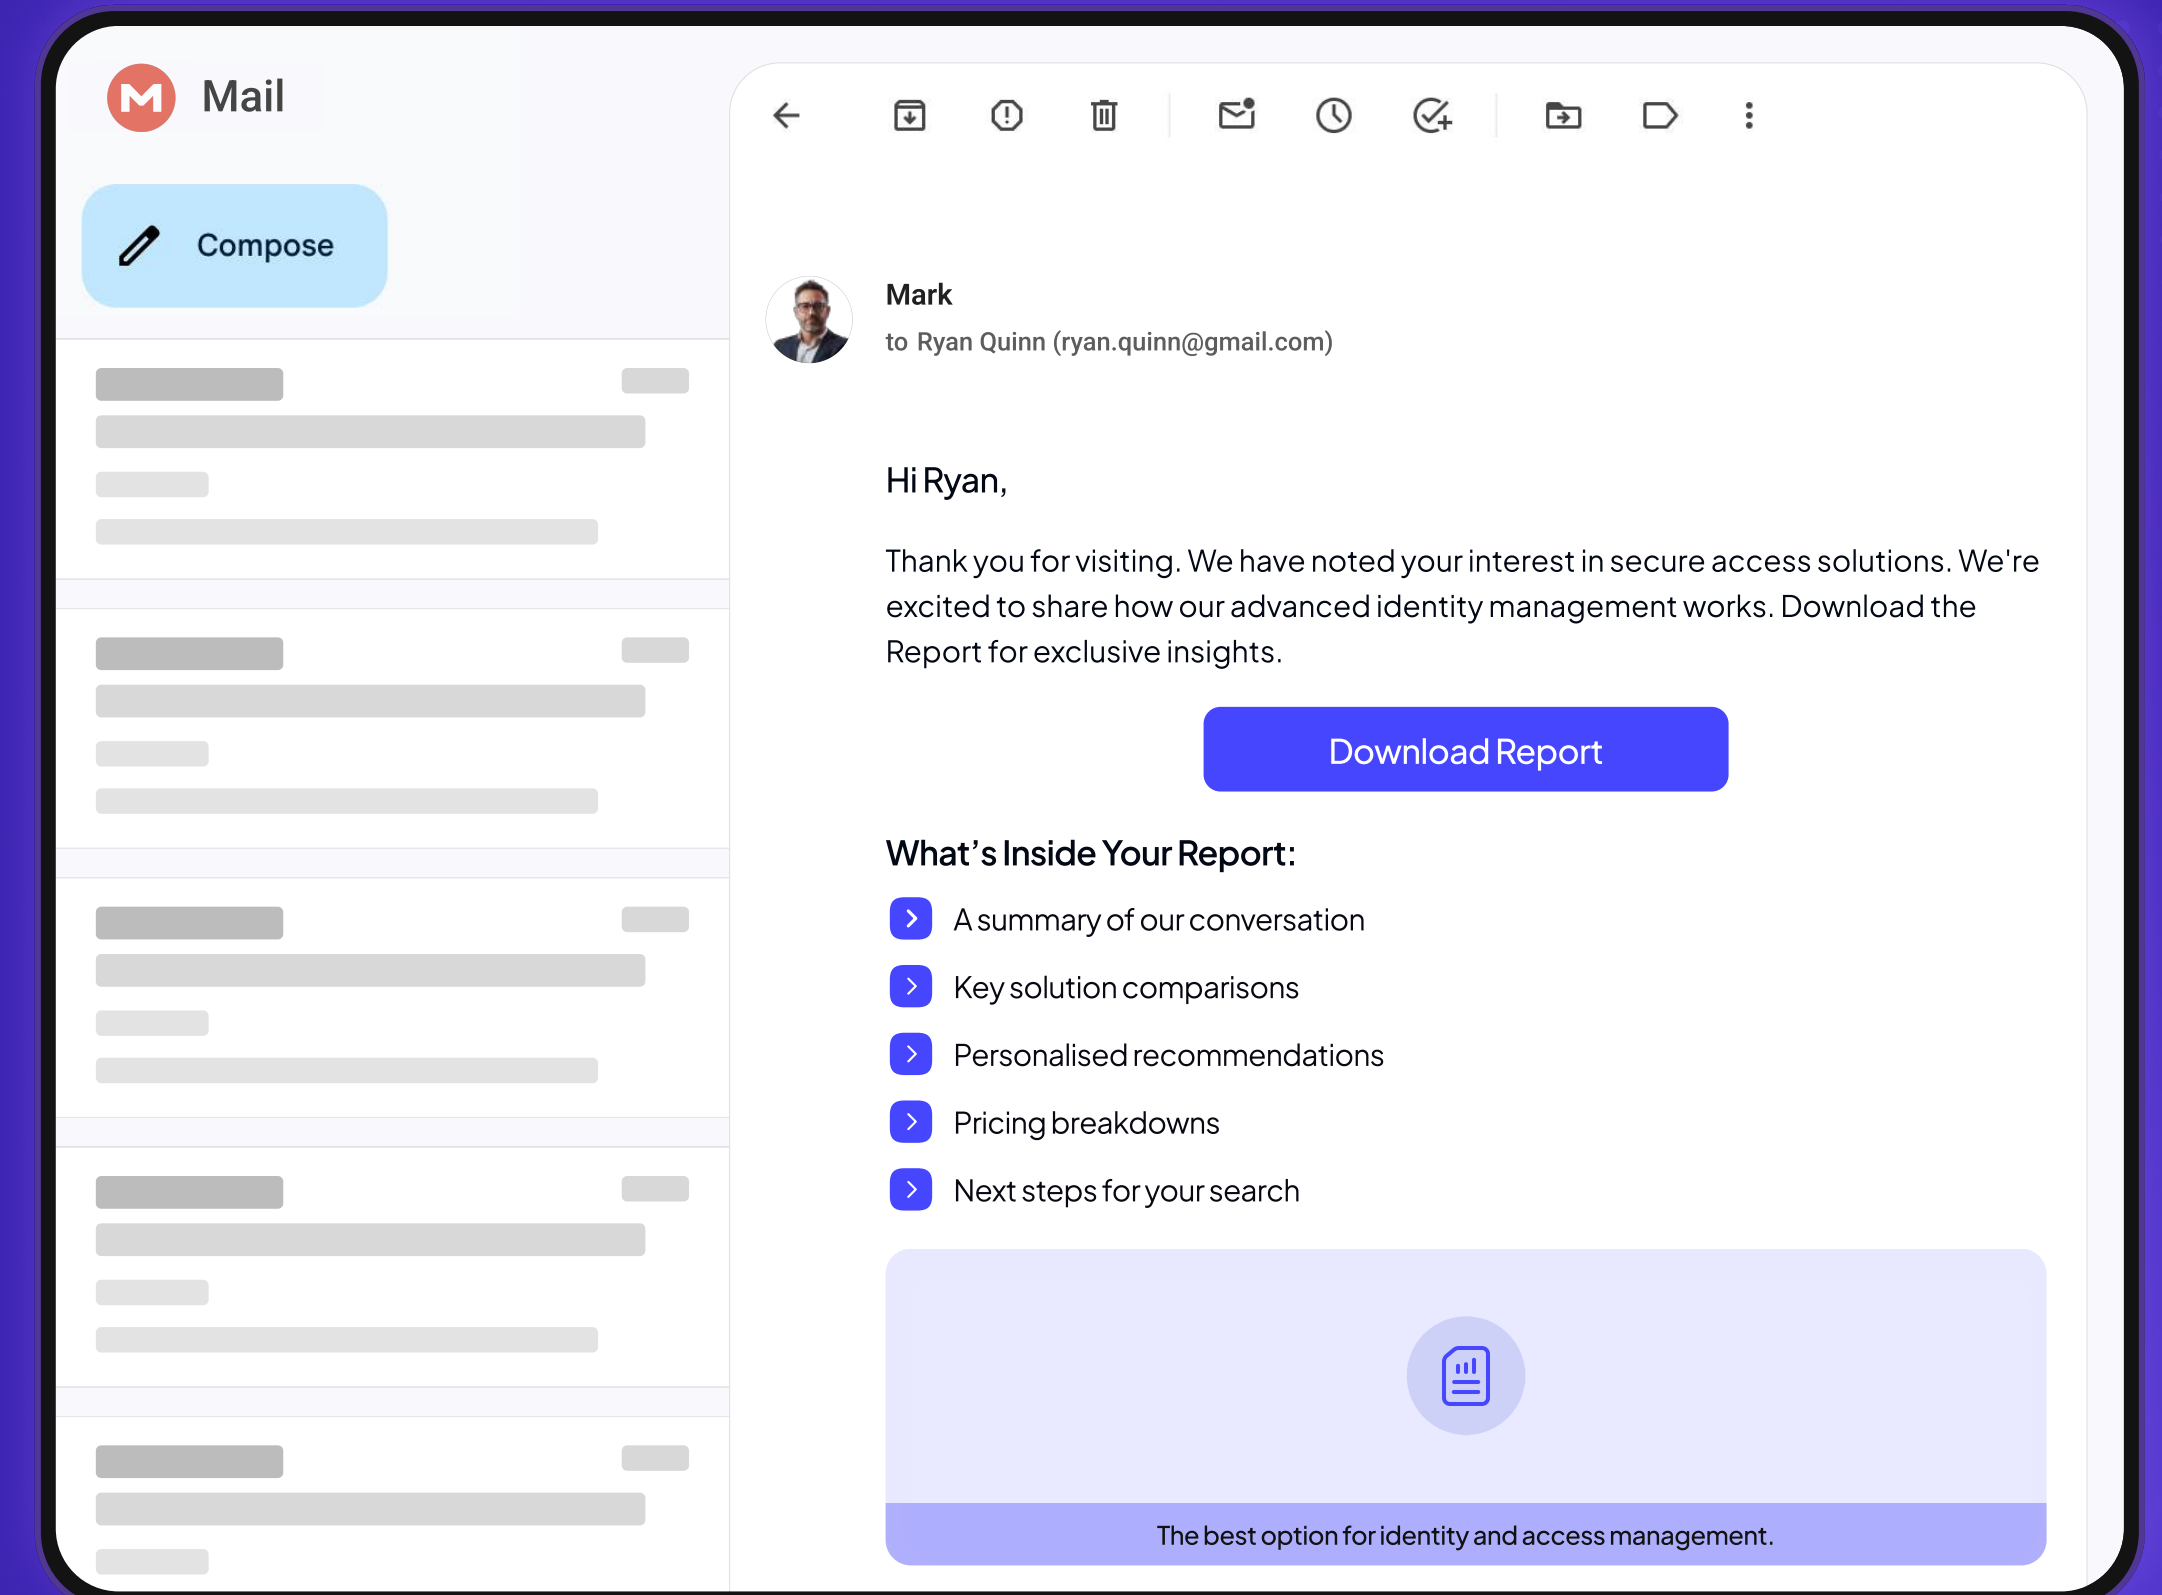 Mail
Compose
Mark
to Ryan Quinn (ryan.quinn@gmail.com)
Hi Ryan,
Thank you for visiting. We have noted your interest in secure access solutions. We're
excited to share how our advanced identity management works. Download the
Report for exclusive insights.
Download Report
What’s Inside Your Report:
A summary of our conversation
Key solution comparisons
Personalised recommendations
Pricing breakdowns
Next steps for your search
The best option for identity and access management.